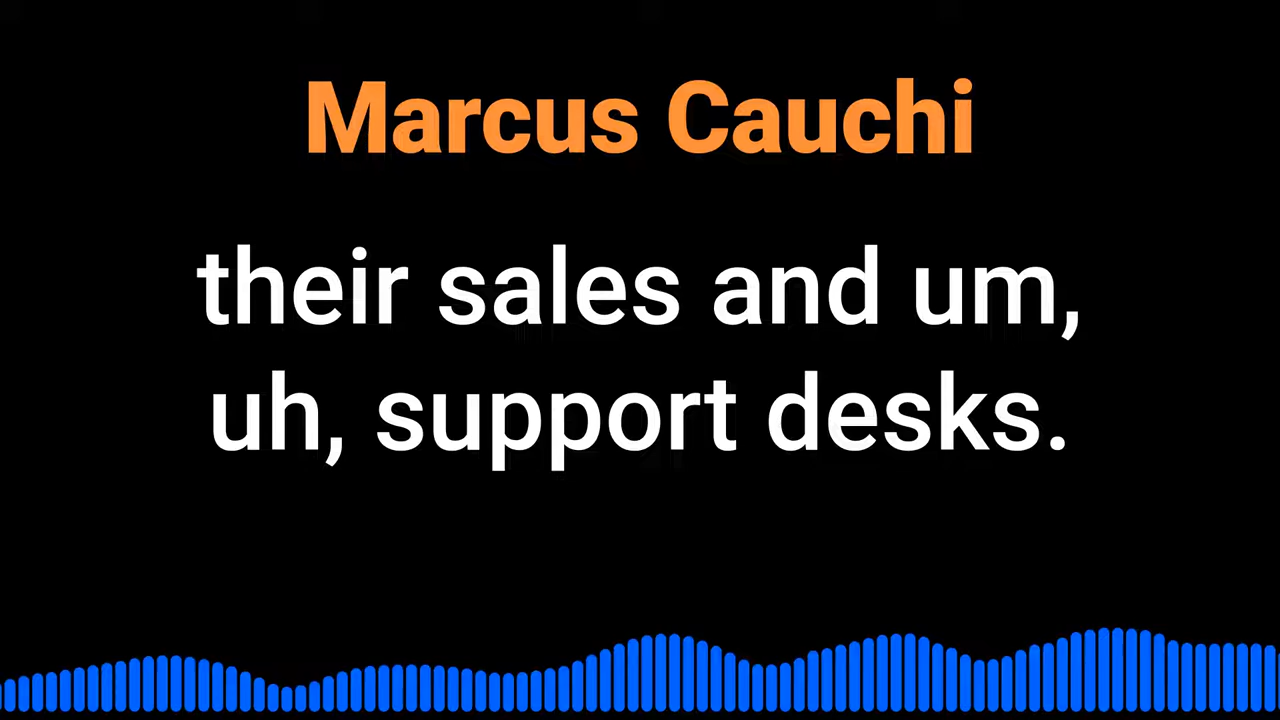 Marcus Cauchi
their sales and um,
uh, support desks.